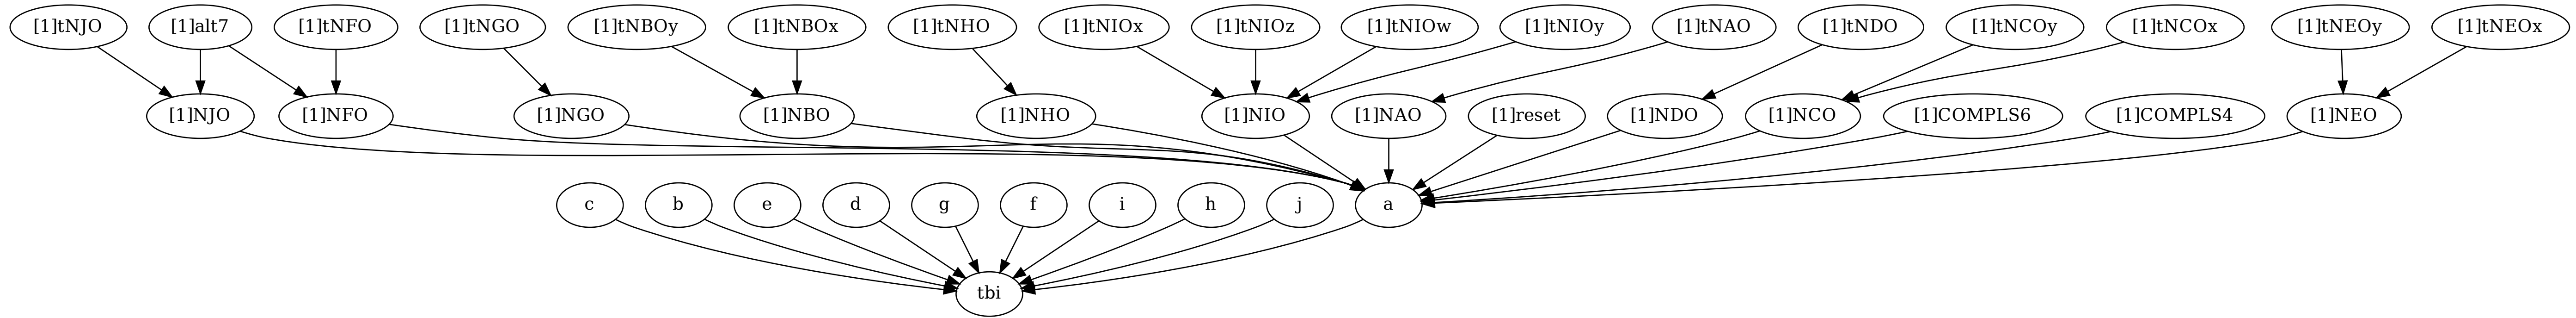 [1]tNJO [1]alt7 [1]tNFO [1]tNGO [1]tNBOy [1]tNBOx [1]tNHO [1]tNIOx [1]tNIOz [1]tNIOw [1]tNIOy [1]tNAO [1]tNDO [1]tNCOy [1]tNCOx [1]tNEOy [1]tNEOx
[1]NJO [1]NFO [1]NGO [1]NBO [1]NHO [1]NIO [1]NAO [1]reset [1]NDO [1]NCO [1]COMPLS6 [1]COMPLS4 [1]NEO
c b e d g f i h j a
tbi